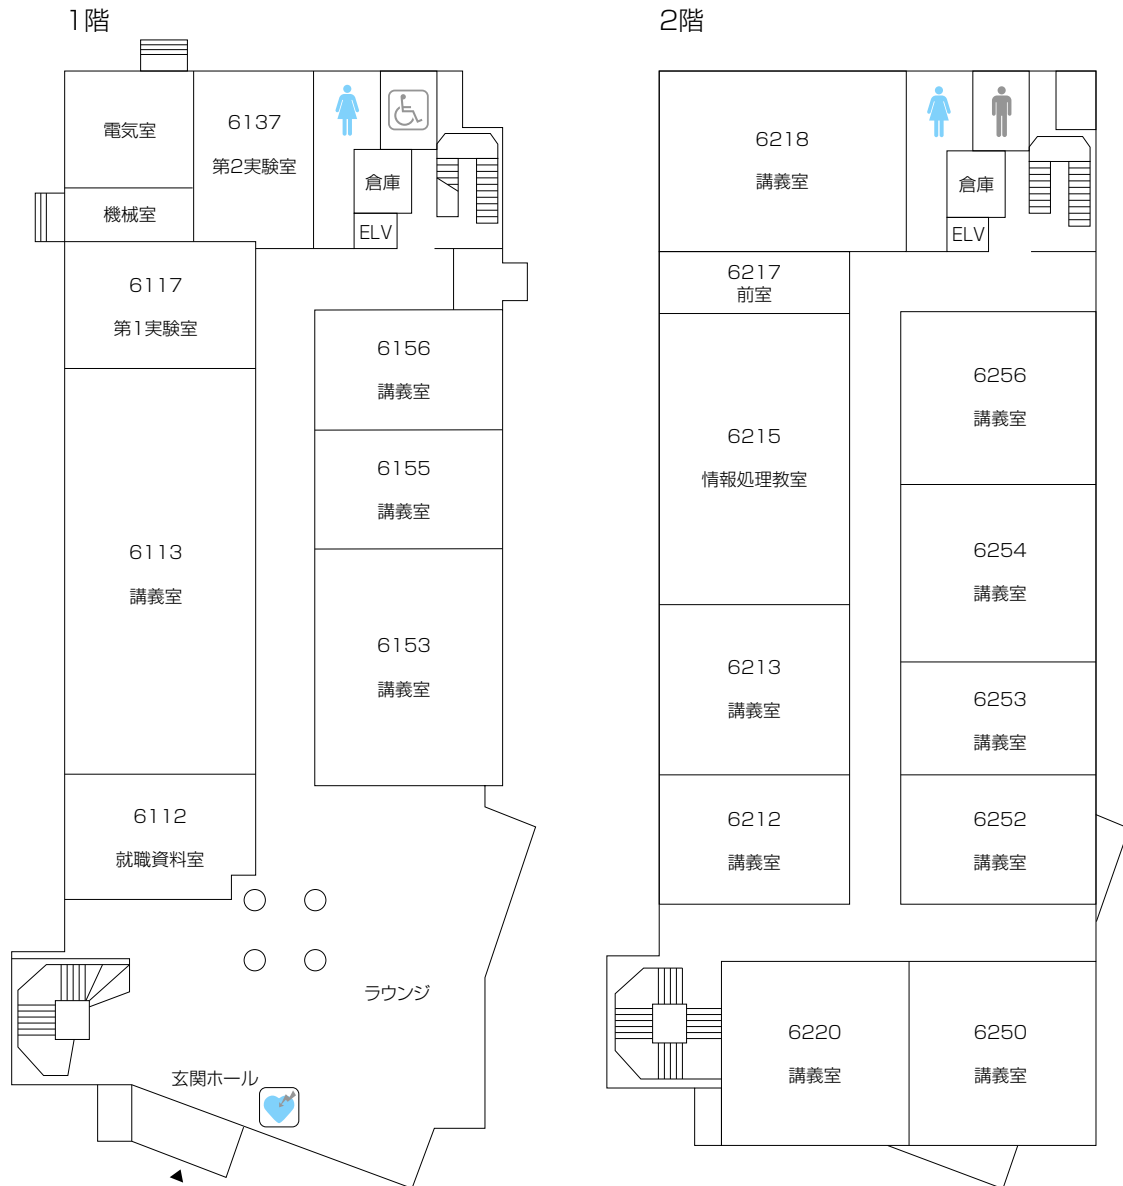 1階
電気室
機械室
6137
第2実験室
倉庫
ELV
6117
第1実験室
6156
講義室
6155
講義室
6113
講義室
6153
講義室
6112
就職資料室
ラウンジ
玄関ホール
2階
6218
講義室
倉庫
ELV
6217
前室
6256
講義室
6215
情報処理教室
6254
講義室
6213
講義室
6253
講義室
6212
講義室
6252
講義室
6220
講義室
6250
講義室